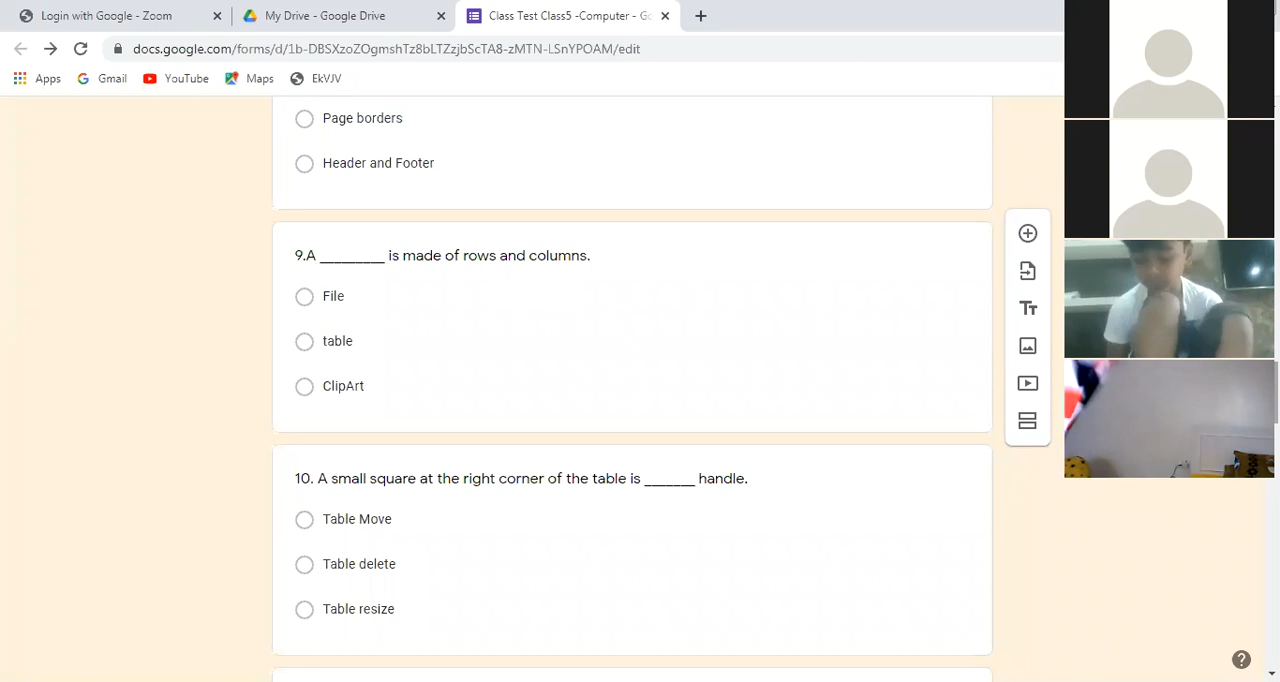 Login with Google - Zoom
My Drive - Google Drive
Class Test Class5 -Computer - Go
docs.google.com/forms/d/1b-DBSXzoZOgmshTz8bLTZzjbScTA8-zMTN-LSnYPOAM/edit
Apps Gmail YouTube Maps EkVJV
Page borders
Header and Footer
9.A _________ is made of rows and columns.
File
table
ClipArt
10. A small square at the right corner of the table is _______ handle.
Table Move
Table delete
Table resize